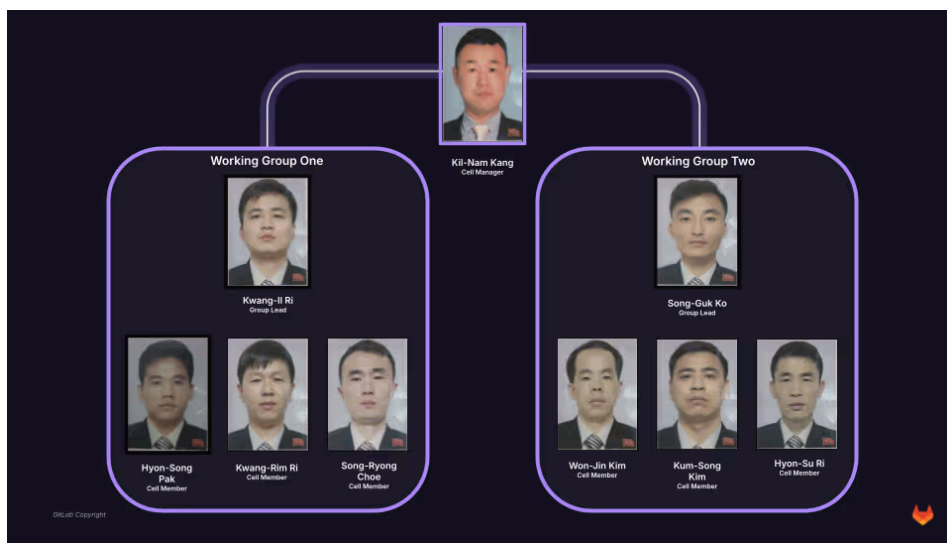 Kil-Nam Kang
Cell Manager
Working Group One
Kwang-Il Ri
Group Lead
Hyon-Song
Pak
Cell Member
Kwang-Rim Ri
Cell Member
Song-Ryong
Choe
Cell Member
Working Group Two
Song-Guk Ko
Group Lead
Won-Jin Kim
Cell Member
Kum-Song
Kim
Cell Member
Hyon-Su Ri
Cell Member
GitLab Copyright